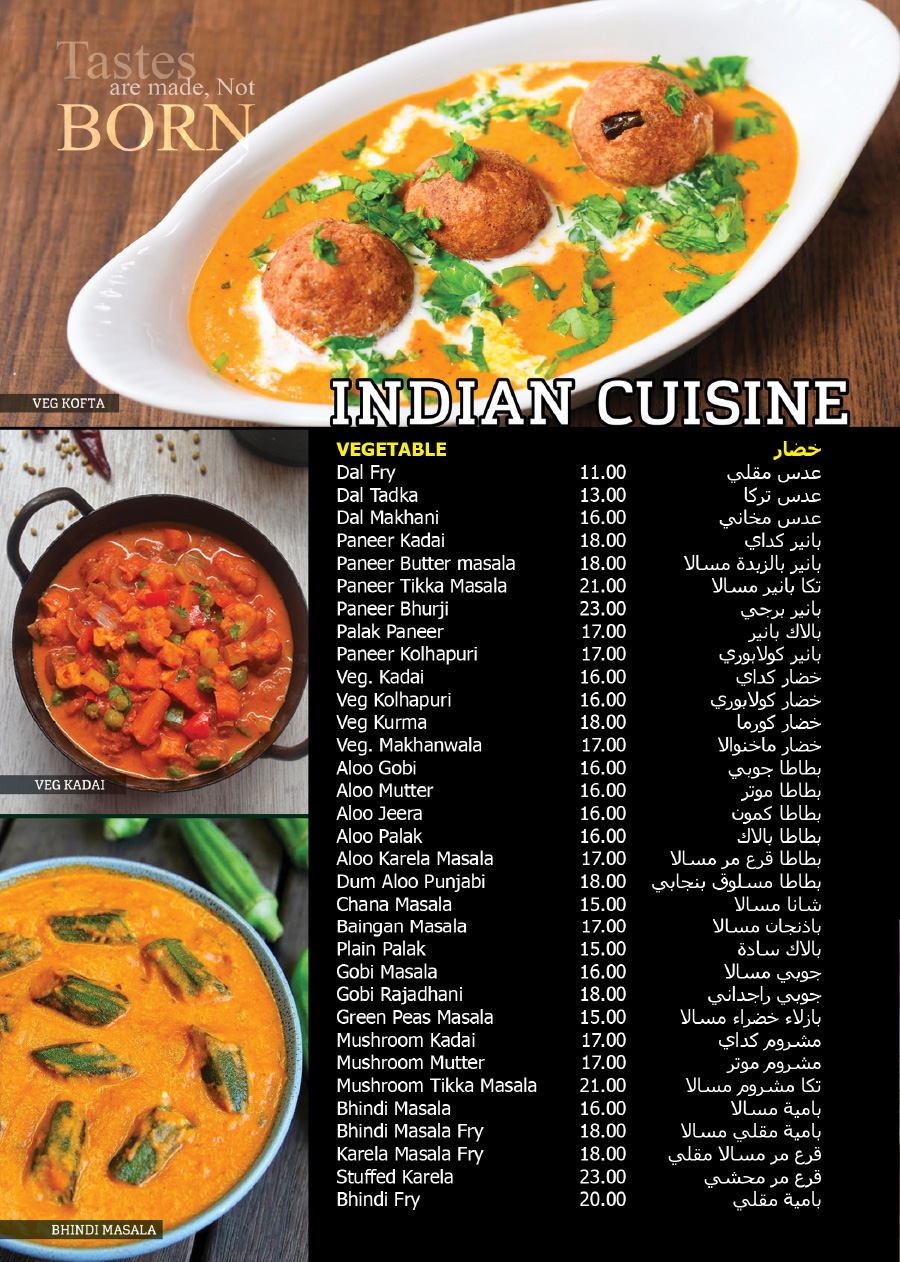 Tastes
are made, Not
BORN
VEG KOFTA
INDIAN CUISINE
VEGETABLE خضار
Dal Fry 11.00 عدس مقلي
Dal Tadka 13.00 عدس تركا
Dal Makhani 16.00 عدس مخاني
Paneer Kadai 18.00 بانير كداي
Paneer Butter masala 18.00 بانير بالزبدة مسالا
Paneer Tikka Masala 21.00 تكا بانير مسالا
Paneer Bhurji 23.00 بانير برجي
Palak Paneer 17.00 بالاك بانير
Paneer Kolhapuri 17.00 بانير كولابوري
Veg. Kadai 16.00 خضار كداي
Veg Kolhapuri 16.00 خضار كولابوري
Veg Kurma 18.00 خضار كورما
Veg. Makhanwala 17.00 خضار ماخنوالا
Aloo Gobi 16.00 بطاطا جوبي
Aloo Mutter 16.00 بطاطا موتر
Aloo Jeera 16.00 بطاطا كمون
Aloo Palak 16.00 بطاطا بالاك
Aloo Karela Masala 17.00 بطاطا قرع مر مسالا
Dum Aloo Punjabi 18.00 بطاطا مسلوق بنجابي
Chana Masala 15.00 شانا مسالا
Baingan Masala 17.00 باذنجان مسالا
Plain Palak 15.00 بالاك سادة
Gobi Masala 16.00 جوبي مسالا
Gobi Rajadhani 18.00 جوبي راجداني
Green Peas Masala 15.00 بازلاء خضراء مسالا
Mushroom Kadai 17.00 مشروم كداي
Mushroom Mutter 17.00 مشروم موتر
Mushroom Tikka Masala 21.00 تكا مشروم مسالا
Bhindi Masala 16.00 بامية مسالا
Bhindi Masala Fry 18.00 بامية مقلي مسالا
Karela Masala Fry 18.00 قرع مر مسالا مقلي
Stuffed Karela 23.00 قرع مر محشي
Bhindi Fry 20.00 بامية مقلي
VEG KADAI
BHINDI MASALA